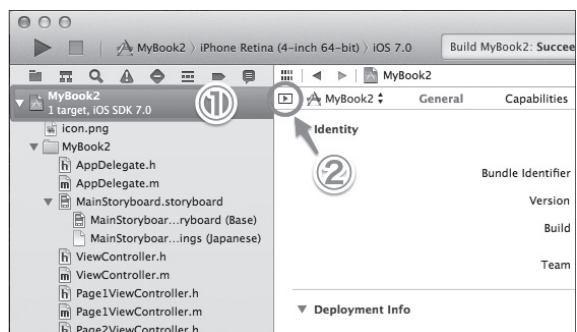 MyBook2 〉 iPhone Retina (4-inch 64-bit) 〉 iOS 7.0
Build MyBook2: Succee
MyBook2
1 target, iOS SDK 7.0
①
icon.png
MyBook2
AppDelegate.h
AppDelegate.m
MainStoryboard.storyboard
MainStoryboar...ryboard (Base)
MainStoryboar...ings (Japanese)
ViewController.h
ViewController.m
Page1ViewController.h
Page1ViewController.m
Page2ViewController.h
MyBook2
MyBook2
General
Capabilities
②
Identity
Bundle Identifier
Version
Build
Team
Deployment Info